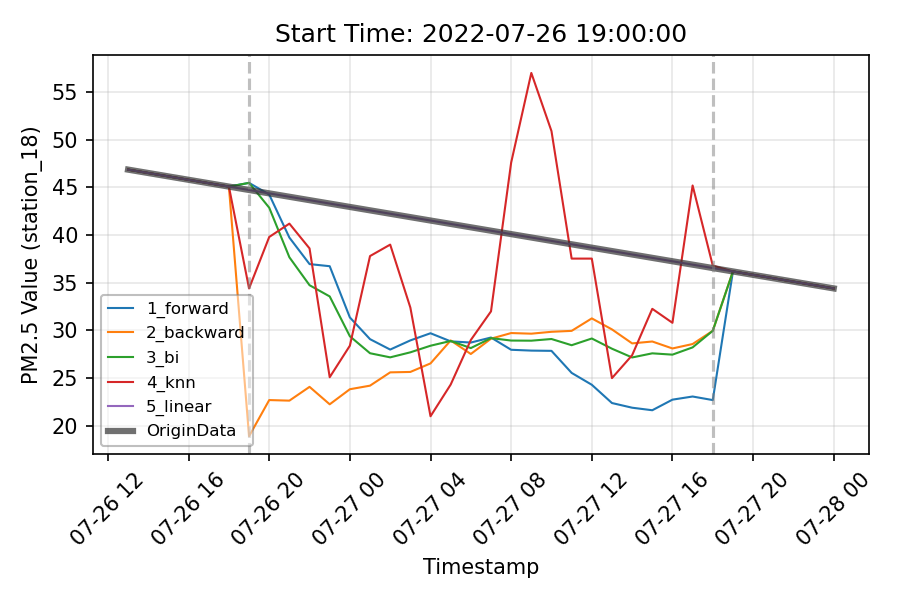 Start Time: 2022-07-26 19:00:00
PM2.5 Value (station_18)
55
50
45
40
35
30
25
20
1_forward
2_backward
3_bi
4_knn
5_linear
OriginData
07-26 12
07-26 16
07-26 20
07-27 00
07-27 04
07-27 08
07-27 12
07-27 16
07-27 20
07-28 00
Timestamp